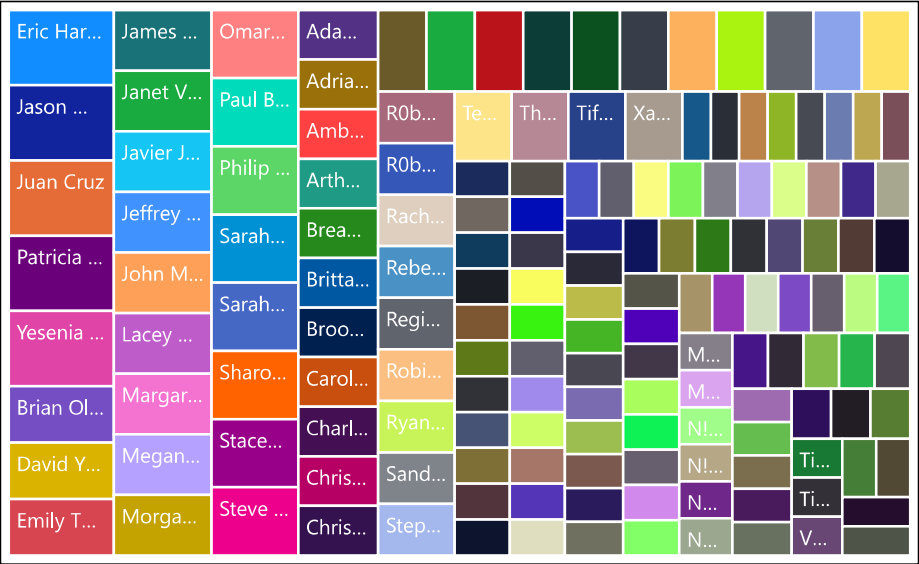 Eric Har...
Jason ...
Juan Cruz
Patricia ...
Yesenia ...
Brian Ol...
David Y...
Emily T...
James ...
Janet V...
Javier J...
Jeffrey ...
John M...
Lacey ...
Margar...
Megan...
Morga...
Omar...
Paul B...
Philip ...
Sarah...
Sarah...
Sharo...
Stace...
Steve ...
Ada...
Adria...
Amb...
Arth...
Brea...
Britta...
Broo...
Carol...
Charl...
Chris...
Chris...
R0b...
R0b...
Rach...
Rebe...
Regi...
Robi...
Ryan...
Sand...
Step...
Te...
Th...
Tif...
Xa...
M...
M...
N!...
N!...
N...
N...
Ti...
Ti...
V...